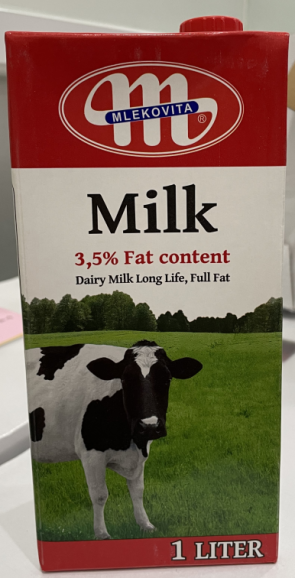 MLEKOVITA
®
Milk
3,5% Fat content
Dairy Milk Long Life, Full Fat
1 LITER